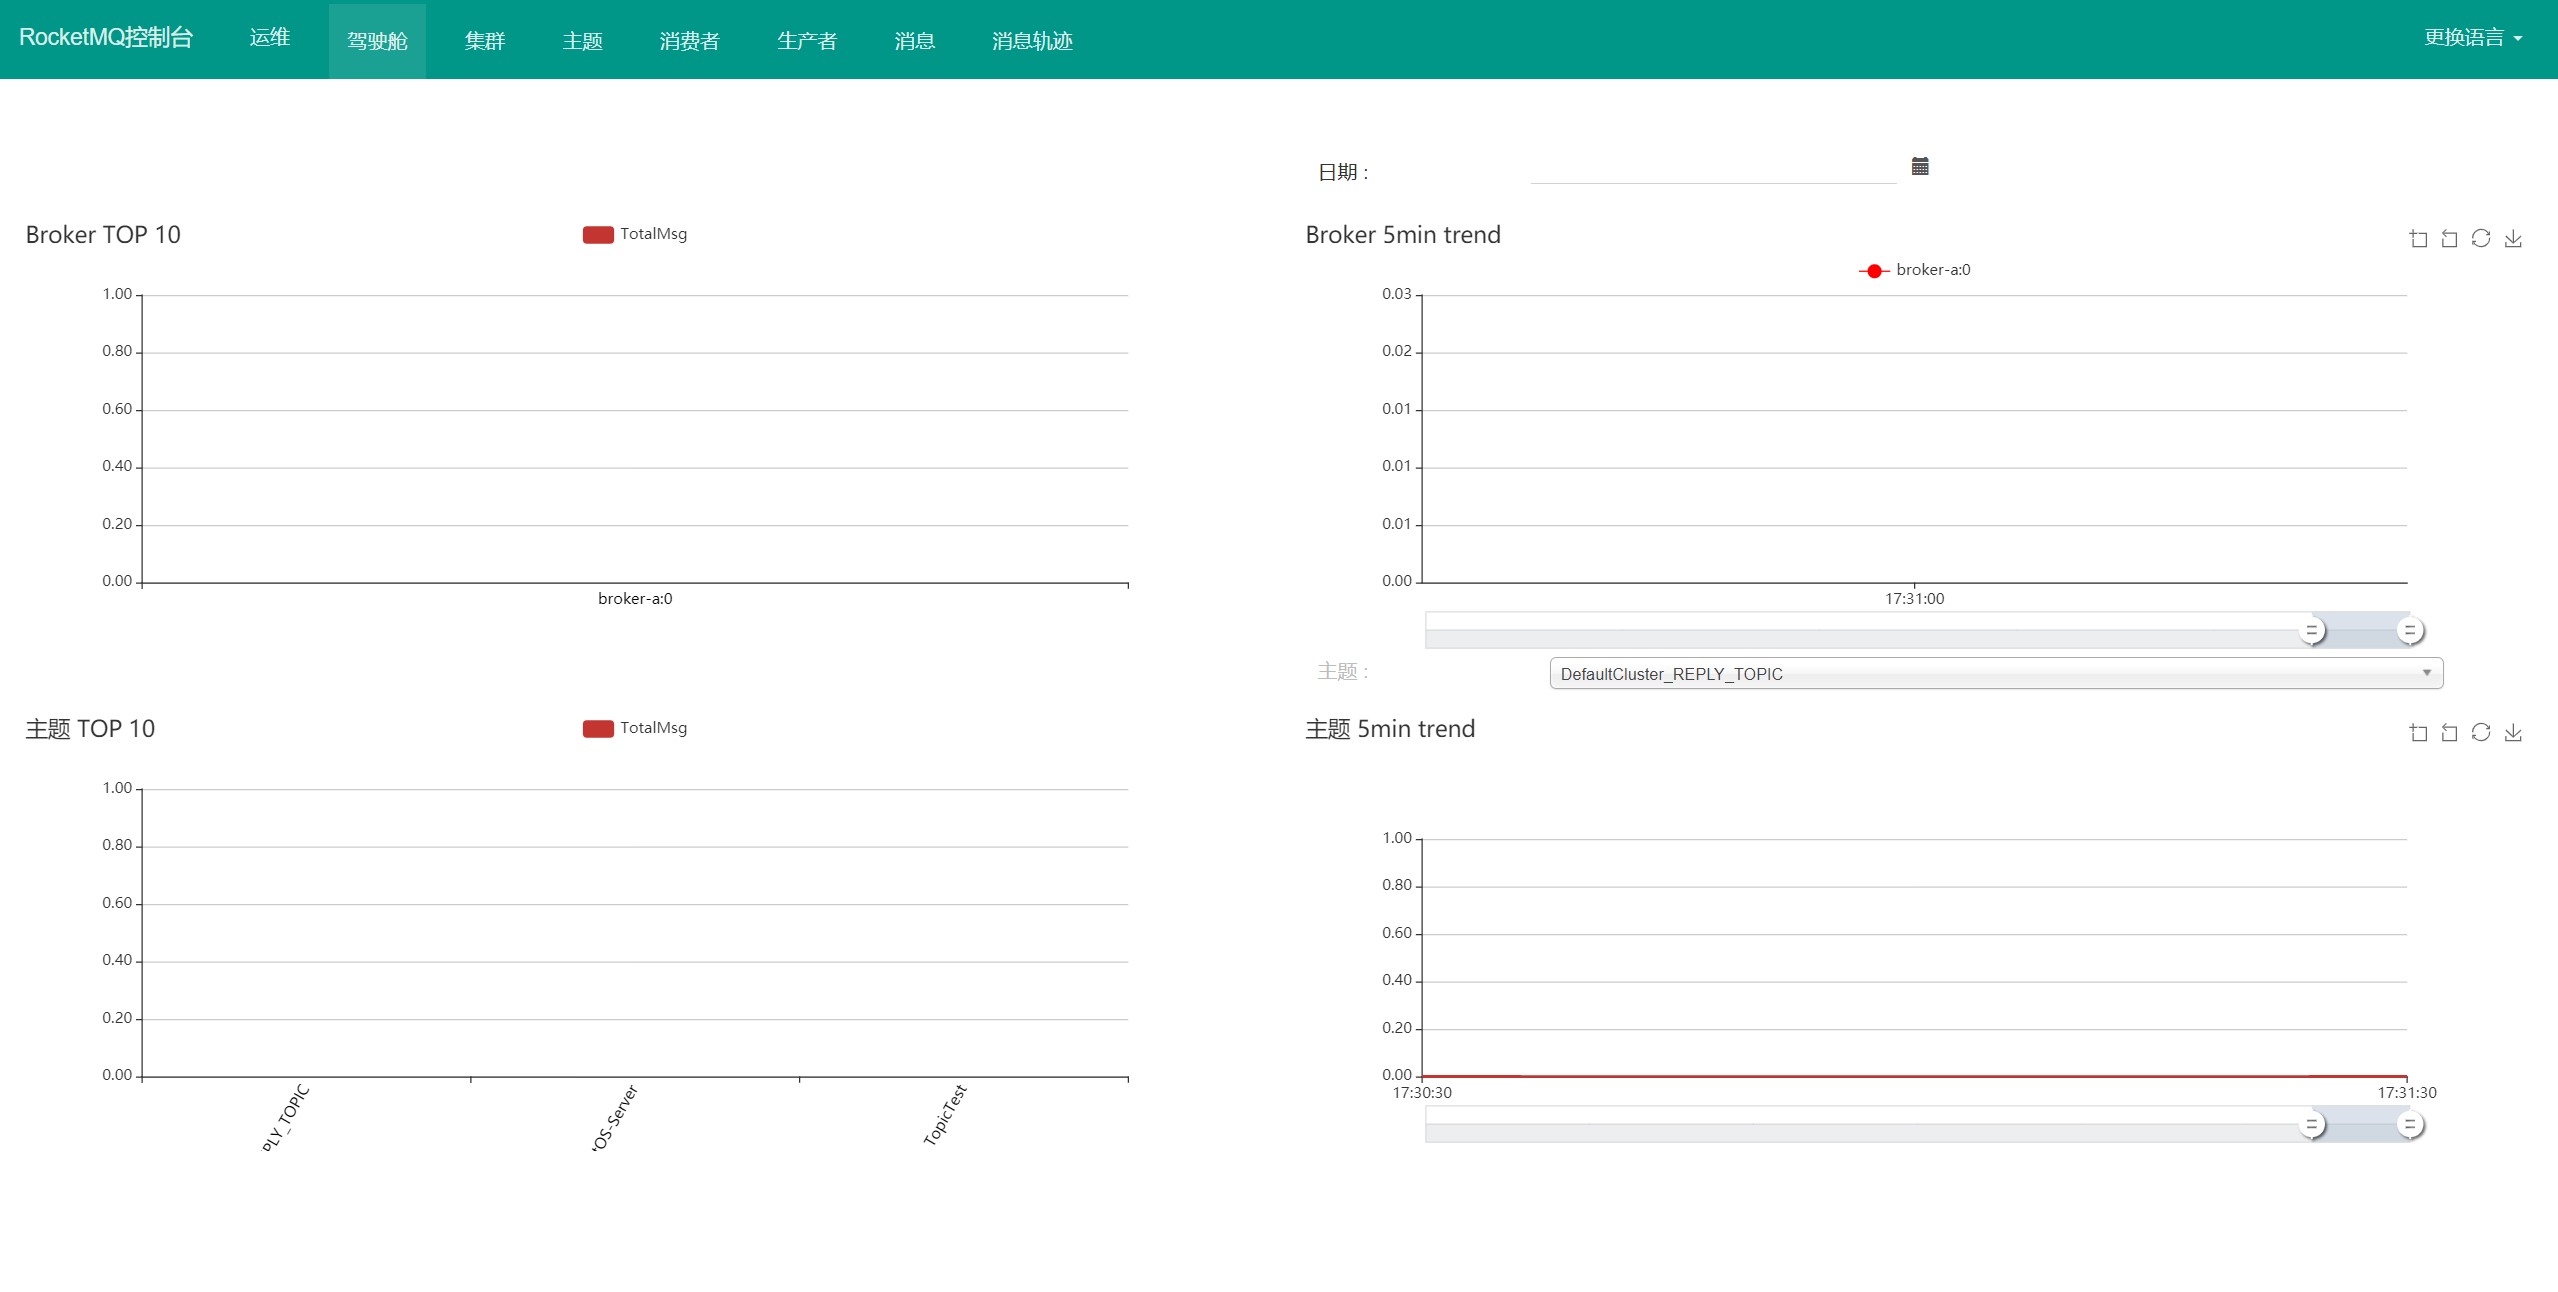 RocketMQ控制台 运维 驾驶舱 集群 主题 消费者 生产者 消息 消息轨迹 更换语言
日期 :
Broker TOP 10
TotalMsg
1.00
0.80
0.60
0.40
0.20
0.00
broker-a:0
Broker 5min trend
broker-a:0
0.03
0.02
0.01
0.01
0.01
0.00
17:31:00
主题 :
DefaultCluster_REPLY_TOPIC
主题 TOP 10
TotalMsg
1.00
0.80
0.60
0.40
0.20
0.00
PLY_TOPIC
OS-Server
TopicTest
主题 5min trend
1.00
0.80
0.60
0.40
0.20
0.00
17:30:30
17:31:30